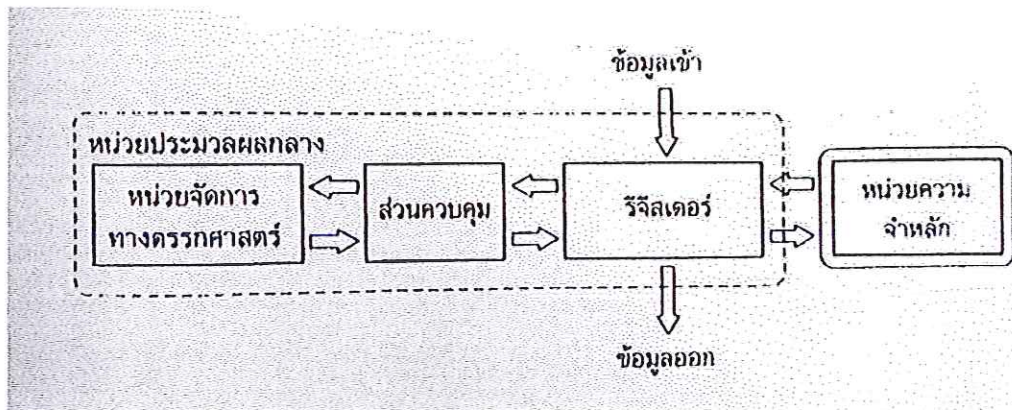 ข้อมูลเข้า
หน่วยประมวลผลกลาง
หน่วยจัดการ
ทางตรรกศาสตร์
ส่วนควบคุม
รีจิสเตอร์
หน่วยความ
จำหลัก
ข้อมูลออก